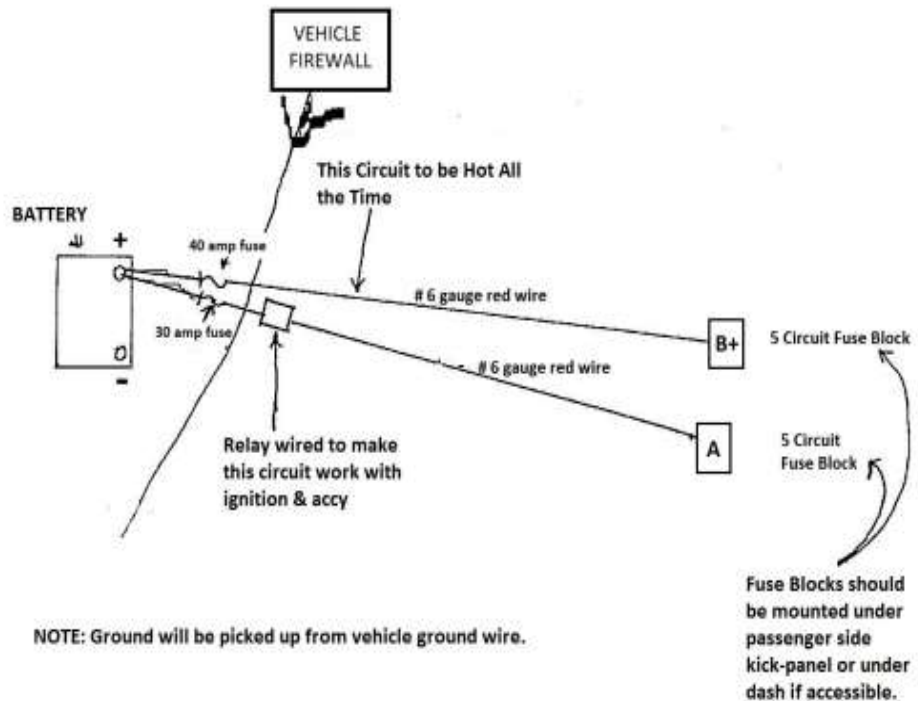 VEHICLE
FIREWALL
This Circuit to be Hot All
the Time
BATTERY
+
40 amp fuse
# 6 gauge red wire
B+
5 Circuit Fuse Block
30 amp fuse
# 6 gauge red wire
-
A
5 Circuit
Fuse Block
Relay wired to make
this circuit work with
ignition & accy
Fuse Blocks should
be mounted under
passenger side
kick-panel or under
dash if accessible.
NOTE: Ground will be picked up from vehicle ground wire.